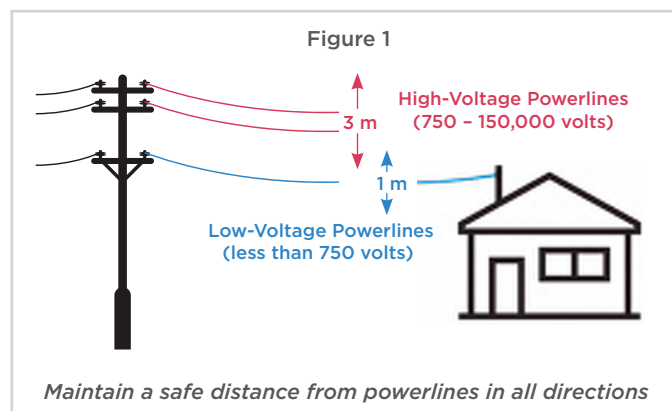 Figure 1
High-Voltage Powerlines
(750 – 150,000 volts)
3 m
1 m
Low-Voltage Powerlines
(less than 750 volts)
Maintain a safe distance from powerlines in all directions